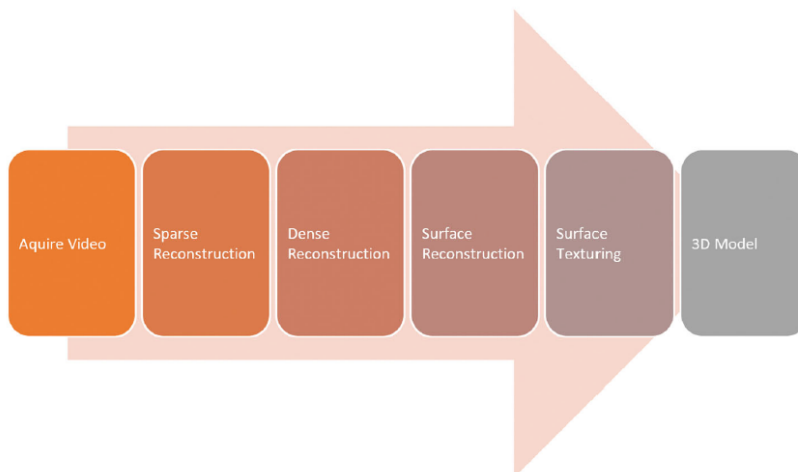 Aquire Video
Sparse
Reconstruction
Dense
Reconstruction
Surface
Reconstruction
Surface
Texturing
3D Model